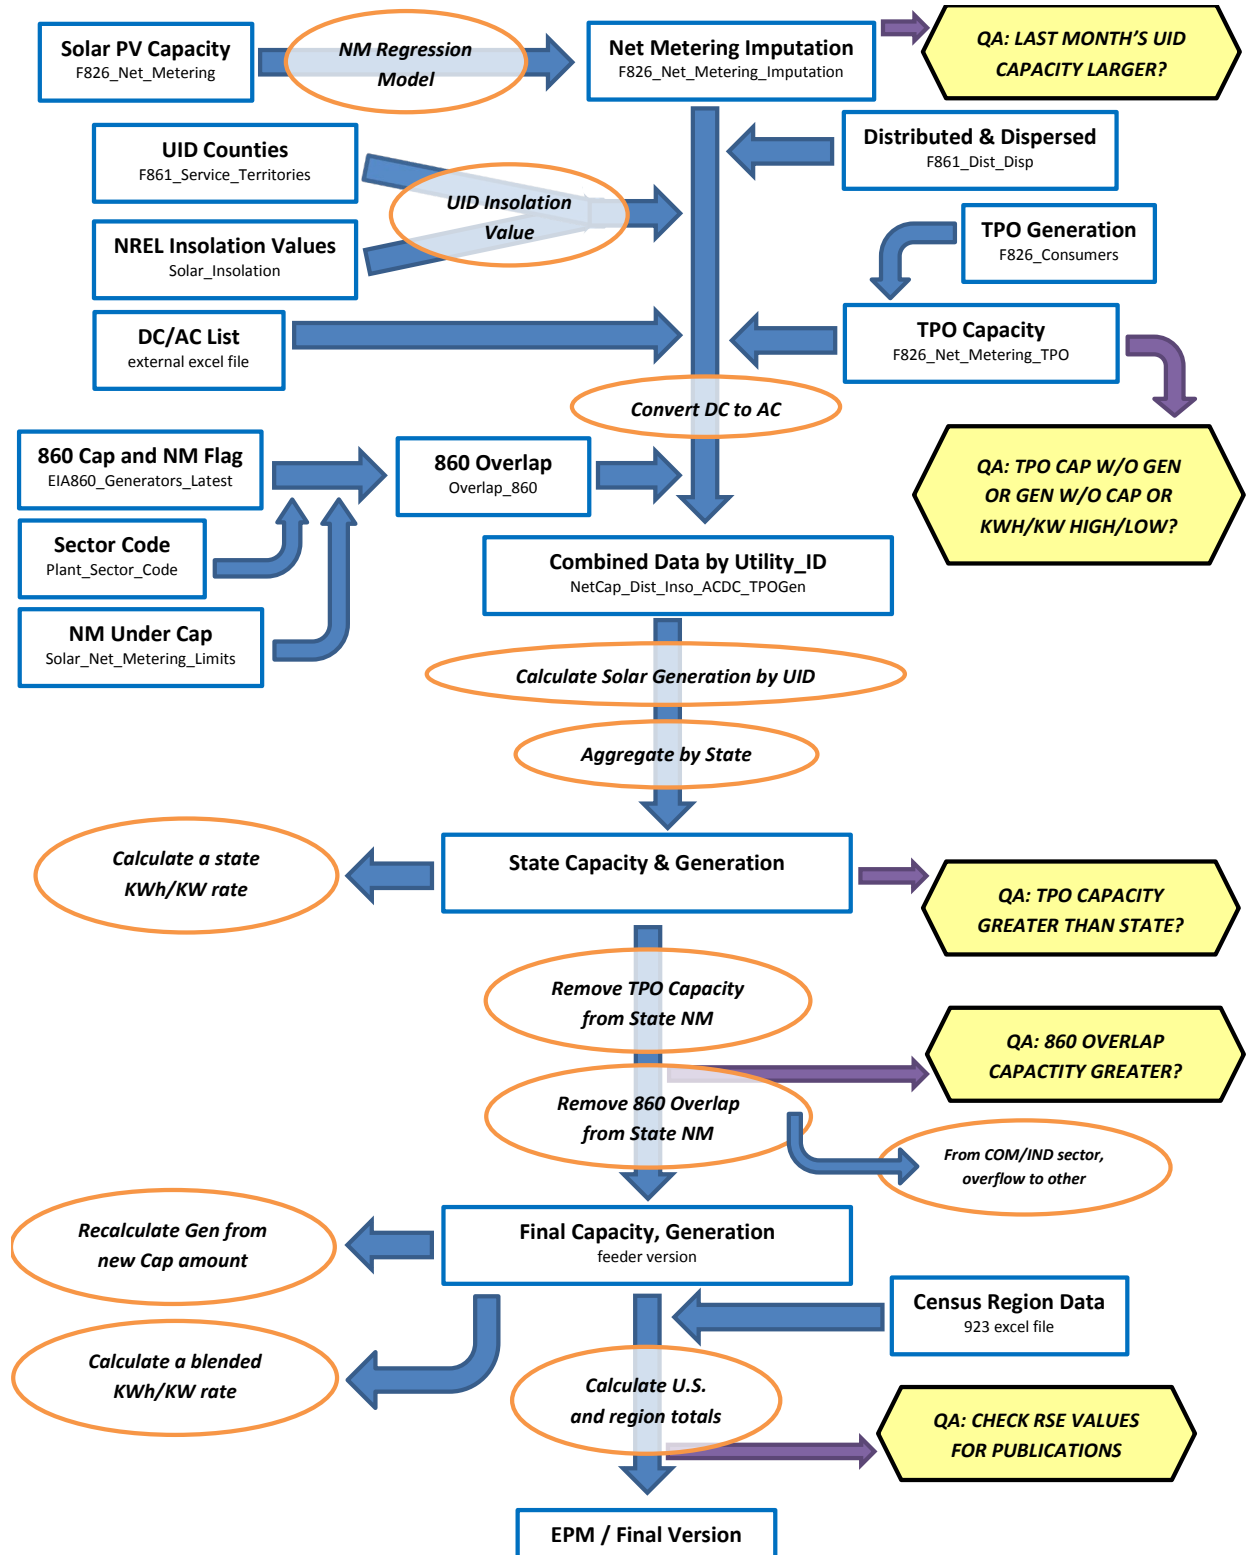 Solar PV Capacity
F826_Net_Metering
NM Regression
Model
Net Metering Imputation
F826_Net_Metering_Imputation
QA: LAST MONTH'S UID
CAPACITY LARGER?
UID Counties
F861_Service_Territories
Distributed & Dispersed
F861_Dist_Disp
UID Insolation
Value
NREL Insolation Values
Solar_Insolation
TPO Generation
F826_Consumers
DC/AC List
external excel file
TPO Capacity
F826_Net_Metering_TPO
Convert DC to AC
860 Cap and NM Flag
EIA860_Generators_Latest
860 Overlap
Overlap_860
QA: TPO CAP W/O GEN
OR GEN W/O CAP OR
KWH/KW HIGH/LOW?
Sector Code
Plant_Sector_Code
Combined Data by Utility_ID
NetCap_Dist_Inso_ACDC_TPOGen
NM Under Cap
Solar_Net_Metering_Limits
Calculate Solar Generation by UID
Aggregate by State
Calculate a state
KWh/KW rate
State Capacity & Generation
QA: TPO CAPACITY
GREATER THAN STATE?
Remove TPO Capacity
from State NM
QA: 860 OVERLAP
CAPACTITY GREATER?
Remove 860 Overlap
from State NM
From COM/IND sector,
overflow to other
Recalculate Gen from
new Cap amount
Final Capacity, Generation
feeder version
Census Region Data
923 excel file
Calculate a blended
KWh/KW rate
Calculate U.S.
and region totals
QA: CHECK RSE VALUES
FOR PUBLICATIONS
EPM / Final Version